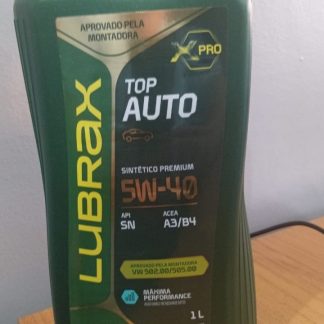 APROVADO PELA
MONTADORA
X PRO
LUBRAX
TOP
AUTO
SINTÉTICO PREMIUM
5W-40
API
SN
ACEA
A3/B4
APROVADO PELA MONTADORA
VW 502.00/505.00
MÁXIMA
PERFORMANCE
1L